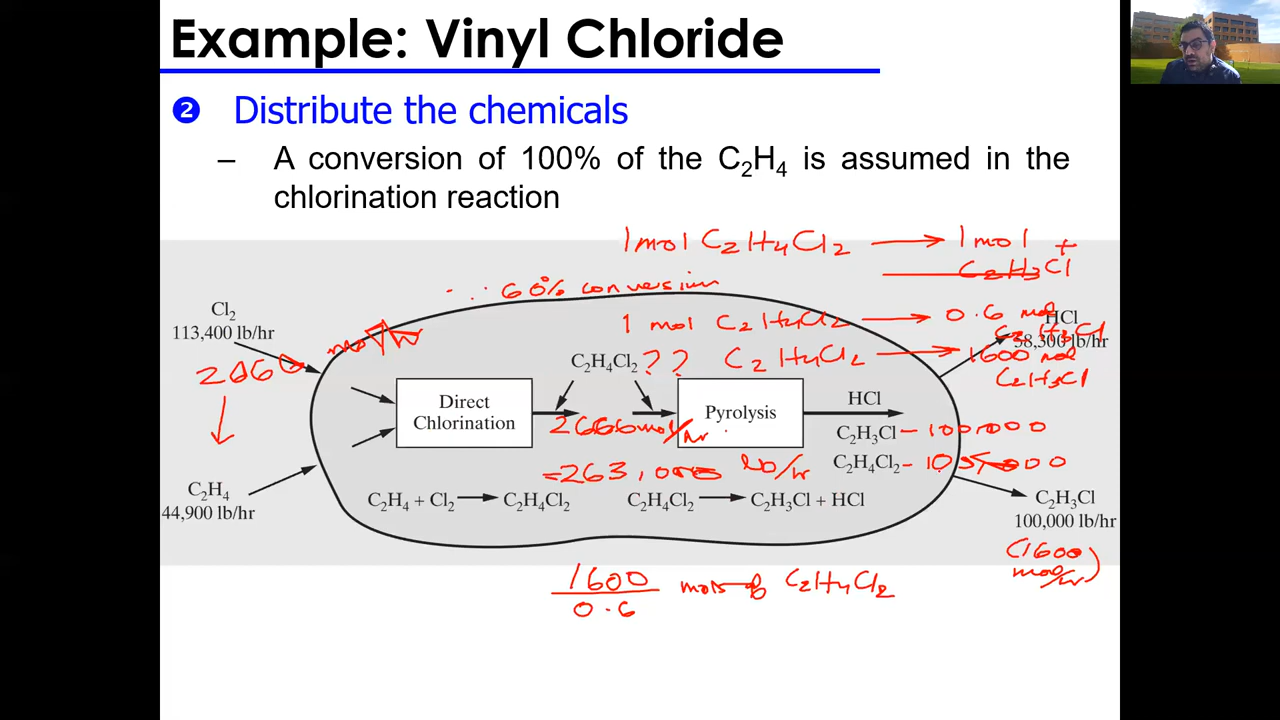 Example: Vinyl Chloride
❷ Distribute the chemicals
– A conversion of 100% of the C₂H₄ is assumed in the
chlorination reaction
1 mol C₂H₄Cl₂ → 1 mol +
C₂H₃Cl
∵ 60% conversion
1 mol C₂H₄Cl₂ → 0.6 mol
C₂H₃Cl
Cl₂
113,400 lb/hr
HCl
58,300 lb/hr
C₂H₄Cl₂
?? C₂H₄Cl₂ → 1600 mol
C₂H₃Cl
Direct
Chlorination
Pyrolysis
HCl
2666 mol/hr
C₂H₃Cl – 100,000
= 263,000 lb/hr
C₂H₄Cl₂ – 105,000
C₂H₄
44,900 lb/hr
C₂H₄ + Cl₂ → C₂H₄Cl₂
C₂H₄Cl₂ → C₂H₃Cl + HCl
C₂H₃Cl
100,000 lb/hr
(1600
mol/hr)
1600
0.6
mols of C₂H₄Cl₂